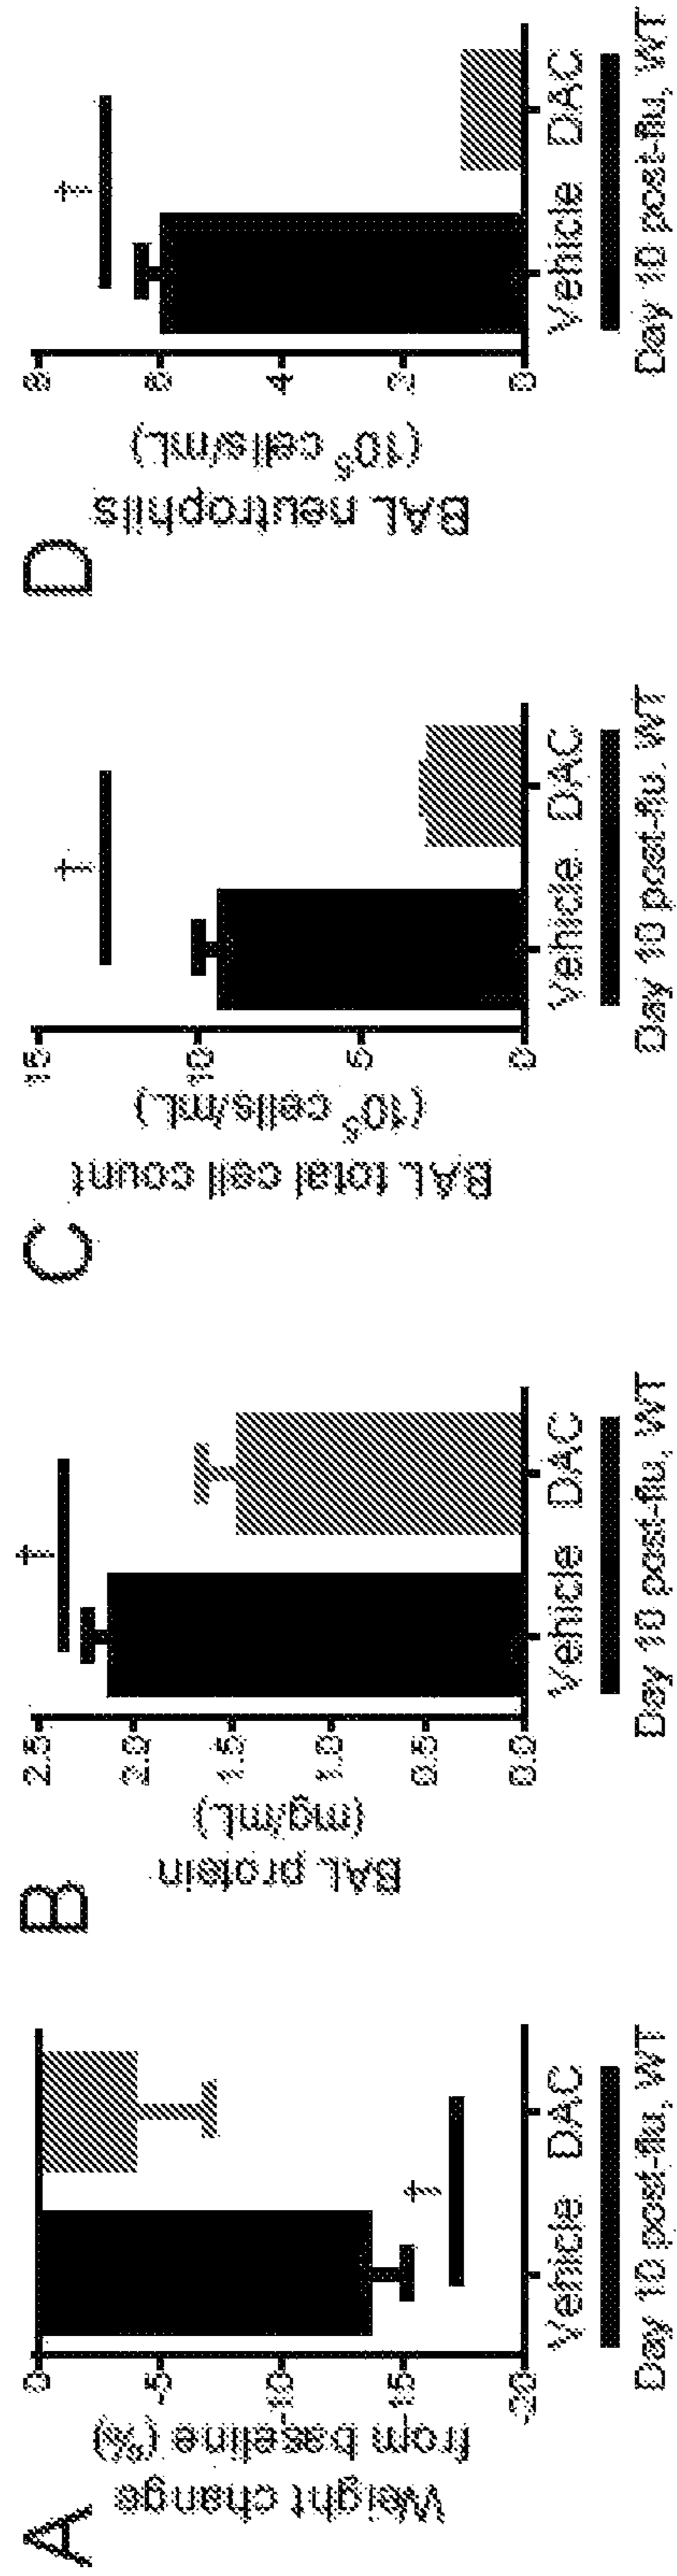 A
Weight change
from baseline (%)
0
-5
-10
-15
-20
Vehicle DAC
Day 10 post-flu, WT
†
B
BAL protein
(mg/mL)
2.5
2.0
1.5
1.0
0.5
0.0
Vehicle DAC
Day 10 post-flu, WT
†
C
BAL total cell count
(10⁵ cells/mL)
15
10
5
0
Vehicle DAC
Day 10 post-flu, WT
†
D
BAL neutrophils
(10⁵ cells/mL)
8
6
4
2
0
Vehicle DAC
Day 10 post-flu, WT
†